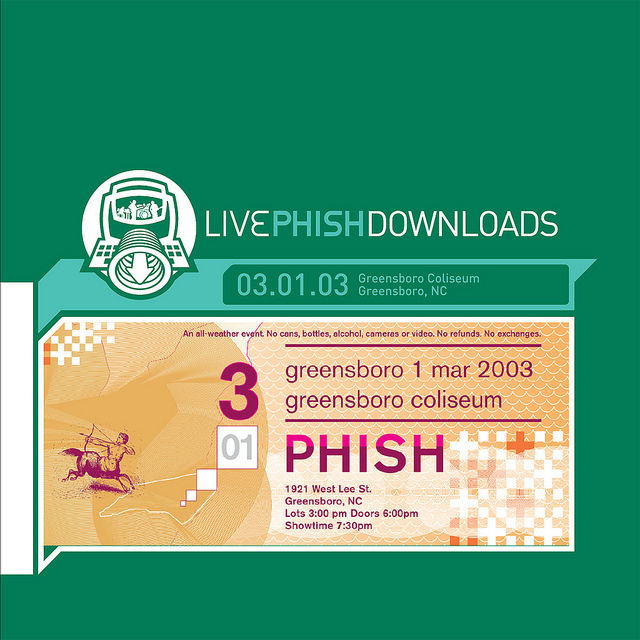 LIVEPHISHDOWNLOADS
03.01.03
Greensboro Coliseum
Greensboro, NC
An all-weather event. No cans, bottles, alcohol, cameras or video. No refunds. No exchanges.
3
01
greensboro 1 mar 2003
greensboro coliseum
PHISH
1921 West Lee St.
Greensboro, NC
Lots 3:00 pm Doors 6:00pm
Showtime 7:30pm